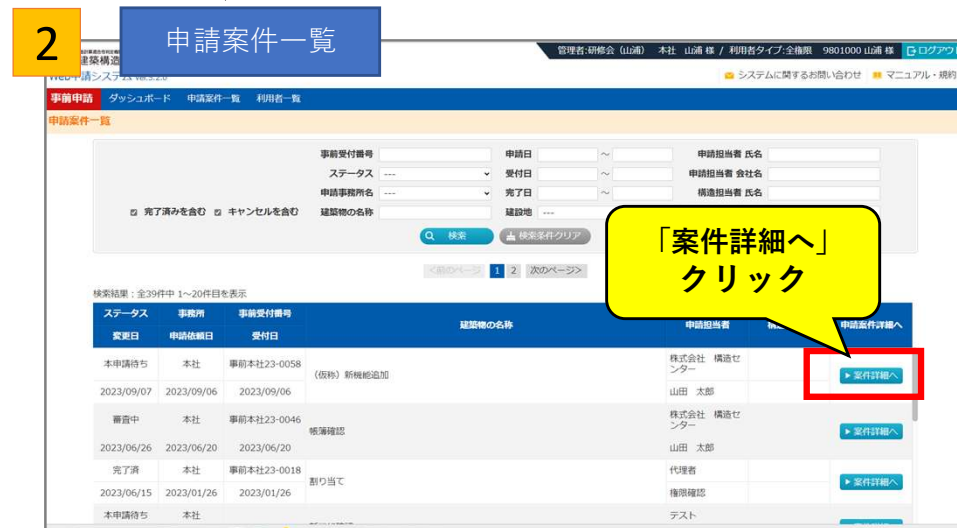 2
申請案件一覧
建築構造
管理者:研修会（山浦） 本社 山浦 様 / 利用者タイプ:全権限 9801000 山浦 様 ログアウト
システムに関するお問い合わせ マニュアル・規約
事前申請 ダッシュボード 申請案件一覧 利用者一覧
申請案件一覧
事前受付番号 申請日 ～ 申請担当者 氏名
ステータス --- 受付日 ～ 申請担当者 会社名
申請事務所名 --- 完了日 ～ 構造担当者 氏名
完了済みを含む キャンセルを含む 建築物の名称 建設地 ---
検索 検索条件クリア
「案件詳細へ」
クリック
<前のページ 1 2 次のページ>
検索結果：全39件中 1～20件目を表示
ステータス 事務所 事前受付番号 建築物の名称 申請担当者 申請案件詳細へ
変更日 申請依頼日 受付日
本申請待ち 本社 事前本社23-0058 （仮称）新機能追加 株式会社 構造センター ▶案件詳細へ
2023/09/07 2023/09/06 2023/09/06 山田 太郎
審査中 本社 事前本社23-0046 帳簿確認 株式会社 構造センター ▶案件詳細へ
2023/06/26 2023/06/20 2023/06/20 山田 太郎
完了済 本社 事前本社23-0018 割り当て 代理者 ▶案件詳細へ
2023/06/15 2023/01/26 2023/01/26 権限確認
本申請待ち 本社 テスト